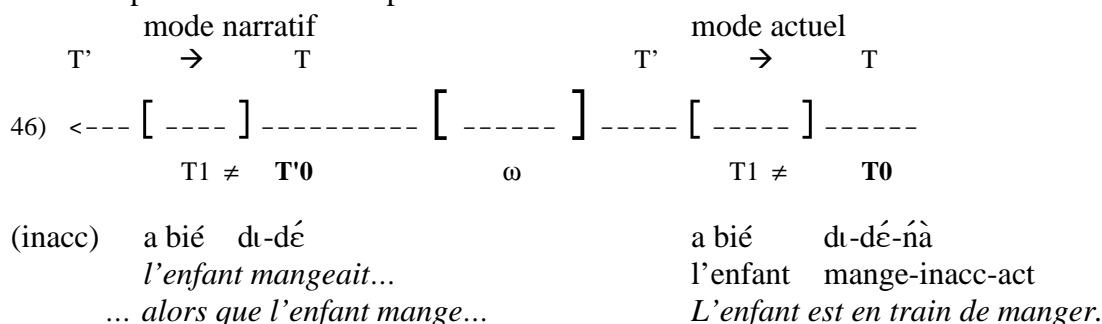 mode narratif mode actuel
T’ → T T’ → T
46) <--- [ ---- ] ---------- [ ------ ] ----- [ ----- ] ------
T1 ≠ T'0 ω T1 ≠ T0
(inacc) a bié dɩ-dɛ́ a bié dɩ-dɛ́-ńà
l’enfant mangeait… l’enfant mange-inacc-act
… alors que l’enfant mange… L’enfant est en train de manger.